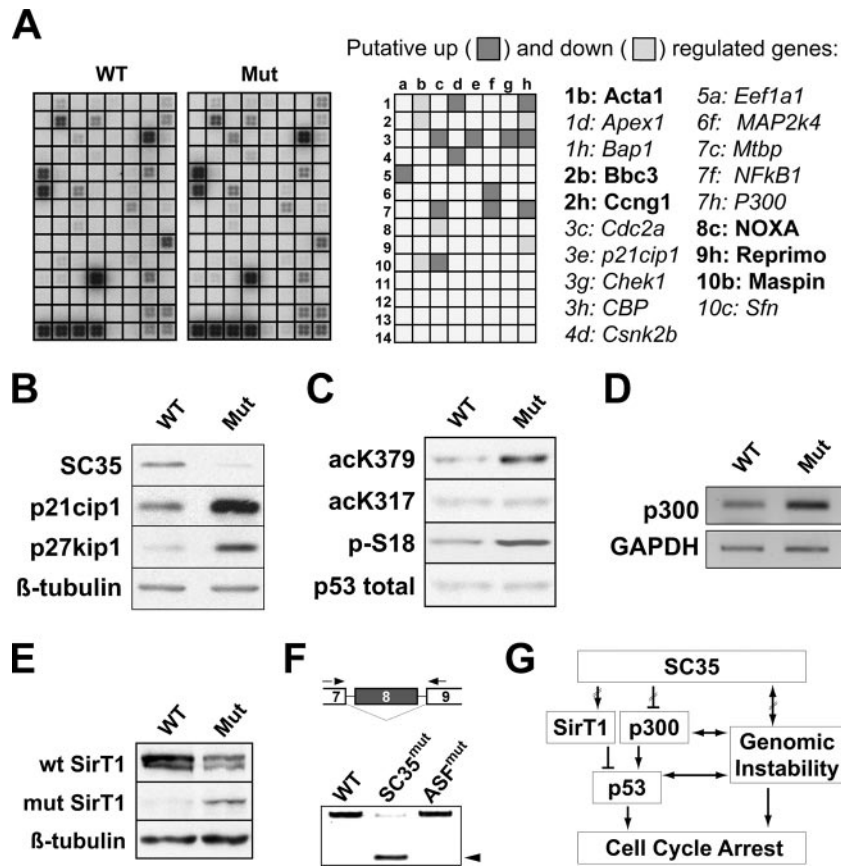 A
Putative up ( ) and down ( ) regulated genes:
WT
Mut
a b c d e f g h
1
2
3
4
5
6
7
8
9
10
11
12
13
14
1b: Acta1
1d: Apex1
1h: Bap1
2b: Bbc3
2h: Ccng1
3c: Cdc2a
3e: p21cip1
3g: Chek1
3h: CBP
4d: Csnk2b
5a: Eef1a1
6f: MAP2k4
7c: Mtbp
7f: NFkB1
7h: P300
8c: NOXA
9h: Reprimo
10b: Maspin
10c: Sfn
B
WT Mut
SC35
p21cip1
p27kip1
ß-tubulin
C
WT Mut
acK379
acK317
p-S18
p53 total
D
WT Mut
p300
GAPDH
E
WT Mut
wt SirT1
mut SirT1
ß-tubulin
F
7 8 9
WT SC35mut ASFmut
G
SC35
SirT1 p300
Genomic
Instability
p53
Cell Cycle Arrest